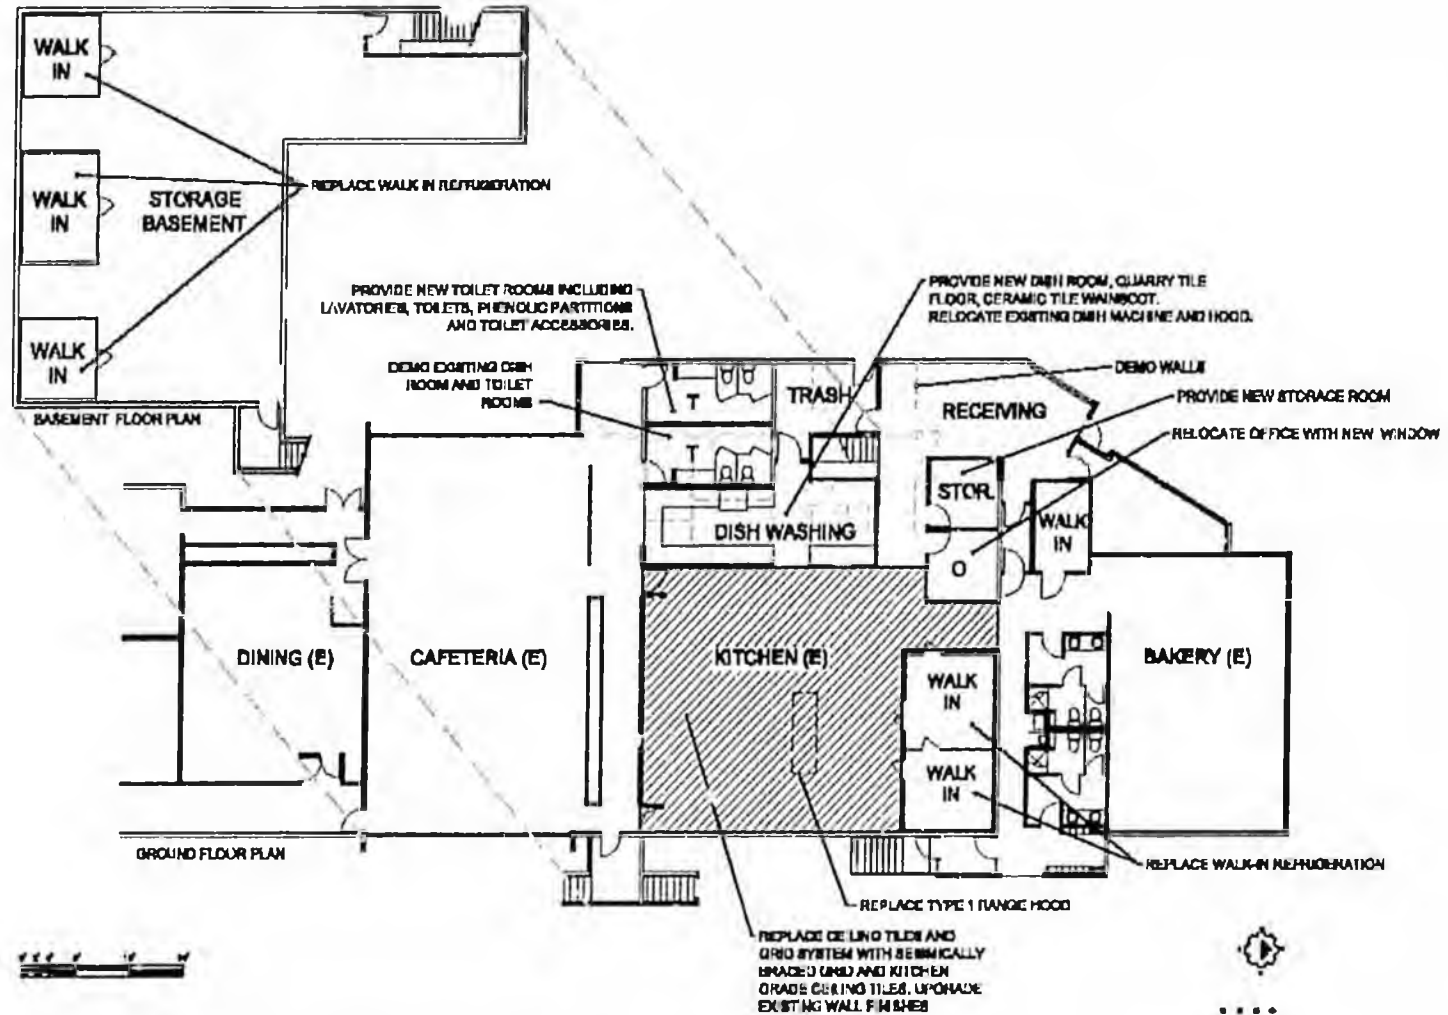 WALK
IN
REPLACE WALK IN REFRIGERATION
WALK
IN
STORAGE
BASEMENT
WALK
IN
BASEMENT FLOOR PLAN
PROVIDE NEW TOILET ROOMS INCLUDING
LAVATORIES, TOILETS, PHENOLIC PARTITIONS
AND TOILET ACCESSORIES.
PROVIDE NEW DISH ROOM, QUARRY TILE
FLOOR, CERAMIC TILE WAINSCOT.
RELOCATE EXISTING DISH MACHINE AND HOOD.
DEMO EXISTING DISH
ROOM AND TOILET
ROOMS
DEMO WALLS
PROVIDE NEW STORAGE ROOM
RELOCATE OFFICE WITH NEW WINDOW
T
TRASH
RECEIVING
T
STOR.
DISH WASHING
WALK
IN
O
DINING (E)
CAFETERIA (E)
KITCHEN (E)
BAKERY (E)
WALK
IN
WALK
IN
GROUND FLOOR PLAN
REPLACE WALK-IN REFRIGERATION
REPLACE TYPE 1 RANGE HOOD
REPLACE CEILING TILES AND
GRID SYSTEM WITH SEISMICALLY
BRACED GRID AND KITCHEN
GRADE CEILING TILES. UPGRADE
EXISTING WALL FINISHES